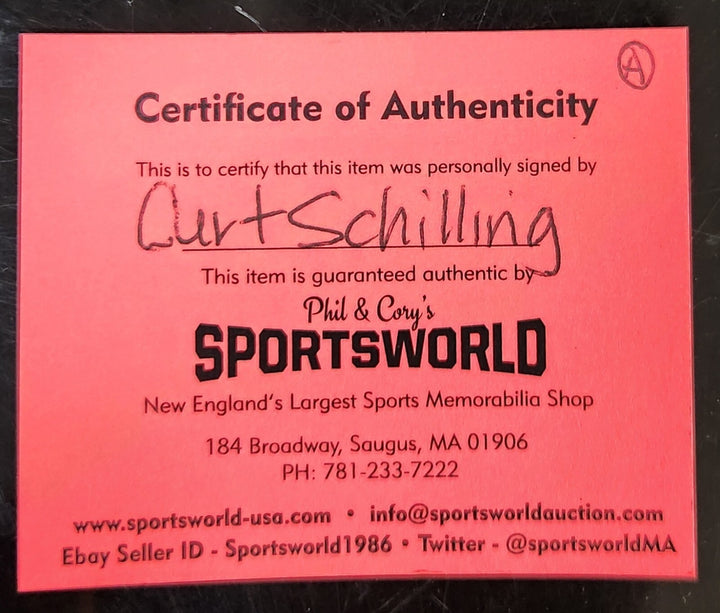 A
Certificate of Authenticity
This is to certify that this item was personally signed by
Curt Schilling
This item is guaranteed authentic by
Phil & Cory's
SPORTSWORLD
New England's Largest Sports Memorabilia Shop
184 Broadway, Saugus, MA 01906
PH: 781-233-7222
www.sportsworld-usa.com • info@sportsworldauction.com
Ebay Seller ID - Sportsworld1986 • Twitter - @sportsworldMA